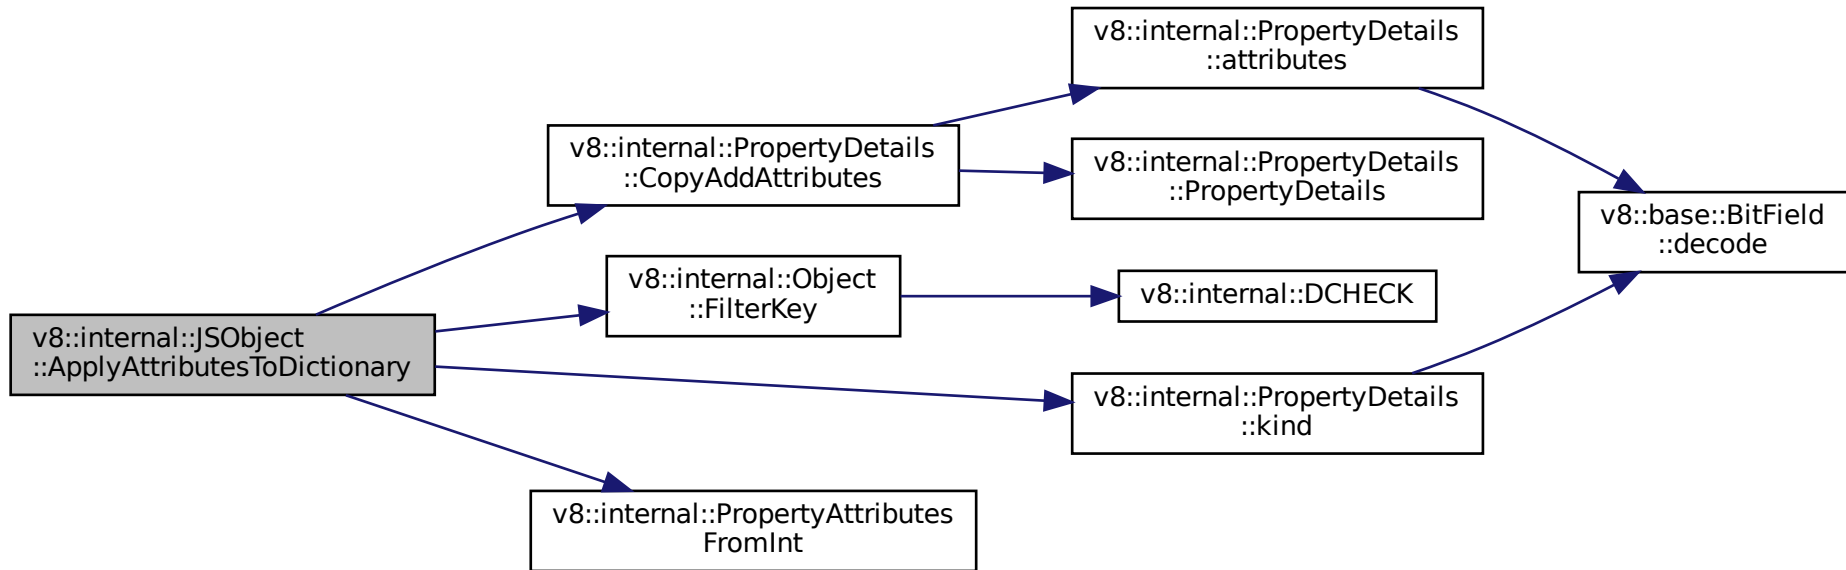 v8::internal::JSObject
::ApplyAttributesToDictionary
v8::internal::PropertyDetails
::CopyAddAttributes
v8::internal::Object
::FilterKey
v8::internal::PropertyAttributes
FromInt
v8::internal::PropertyDetails
::attributes
v8::internal::PropertyDetails
::PropertyDetails
v8::internal::DCHECK
v8::internal::PropertyDetails
::kind
v8::base::BitField
::decode